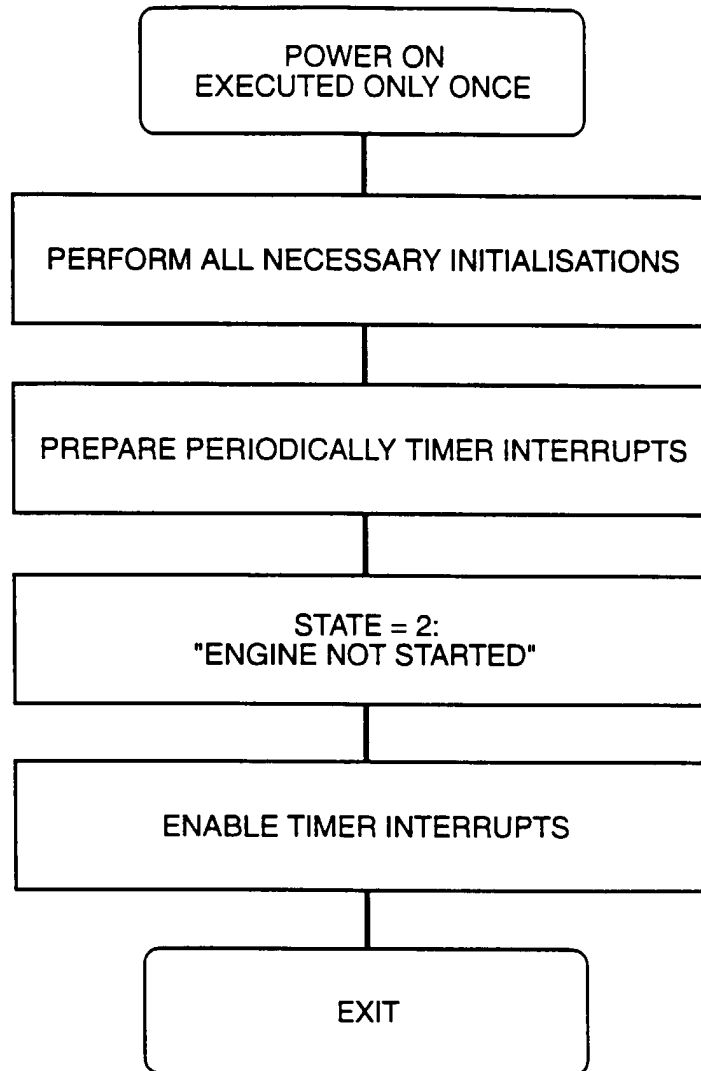 POWER ON
EXECUTED ONLY ONCE
PERFORM ALL NECESSARY INITIALISATIONS
PREPARE PERIODICALLY TIMER INTERRUPTS
STATE = 2:
"ENGINE NOT STARTED"
ENABLE TIMER INTERRUPTS
EXIT